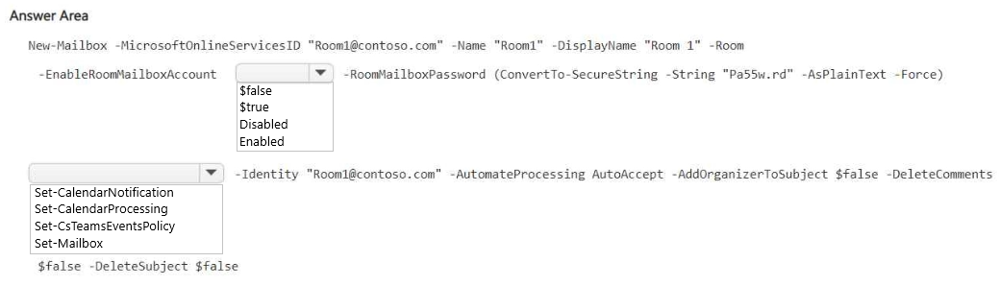 Answer Area
New-Mailbox -MicrosoftOnlineServicesID "Room1@contoso.com" -Name "Room1" -DisplayName "Room 1" -Room
-EnableRoomMailboxAccount -RoomMailboxPassword (ConvertTo-SecureString -String "Pa55w.rd" -AsPlainText -Force)
$false
$true
Disabled
Enabled
-Identity "Room1@contoso.com" -AutomateProcessing AutoAccept -AddOrganizerToSubject $false -DeleteComments
Set-CalendarNotification
Set-CalendarProcessing
Set-CsTeamsEventsPolicy
Set-Mailbox
$false -DeleteSubject $false